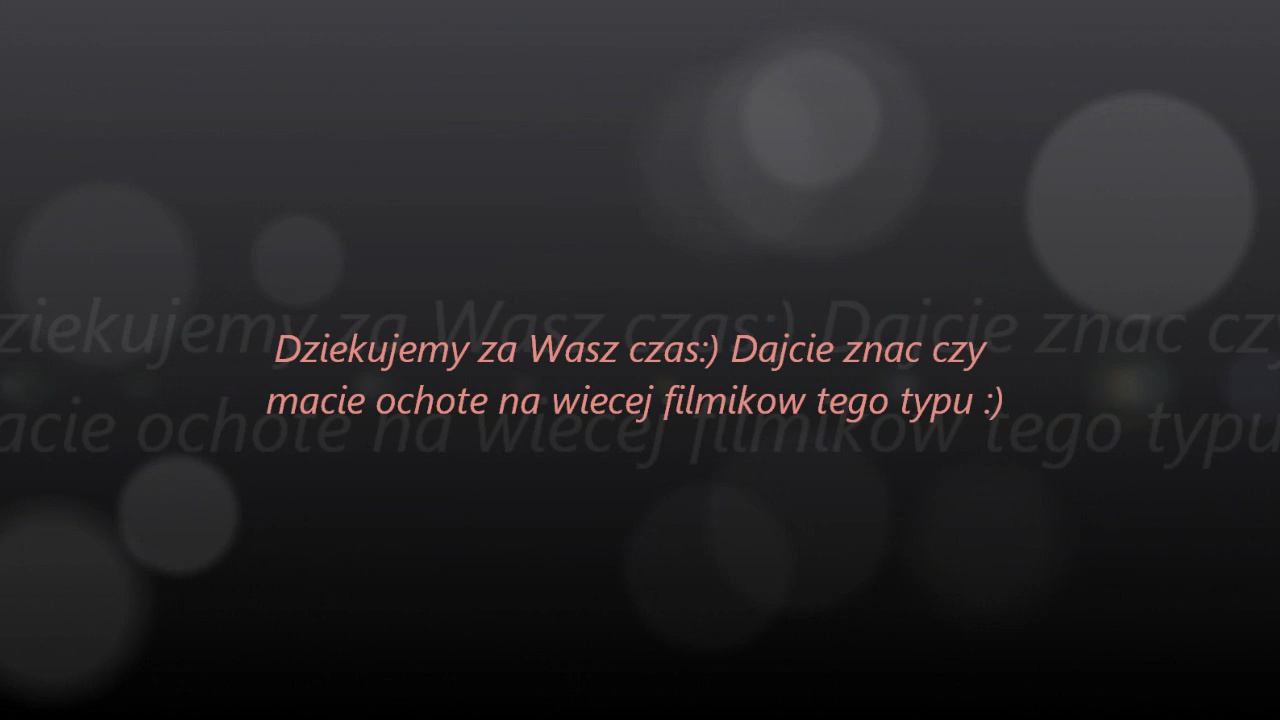 Dziekujemy za Wasz czas:) Dajcie znac czy
macie ochote na wiecej filmikow tego typu :)